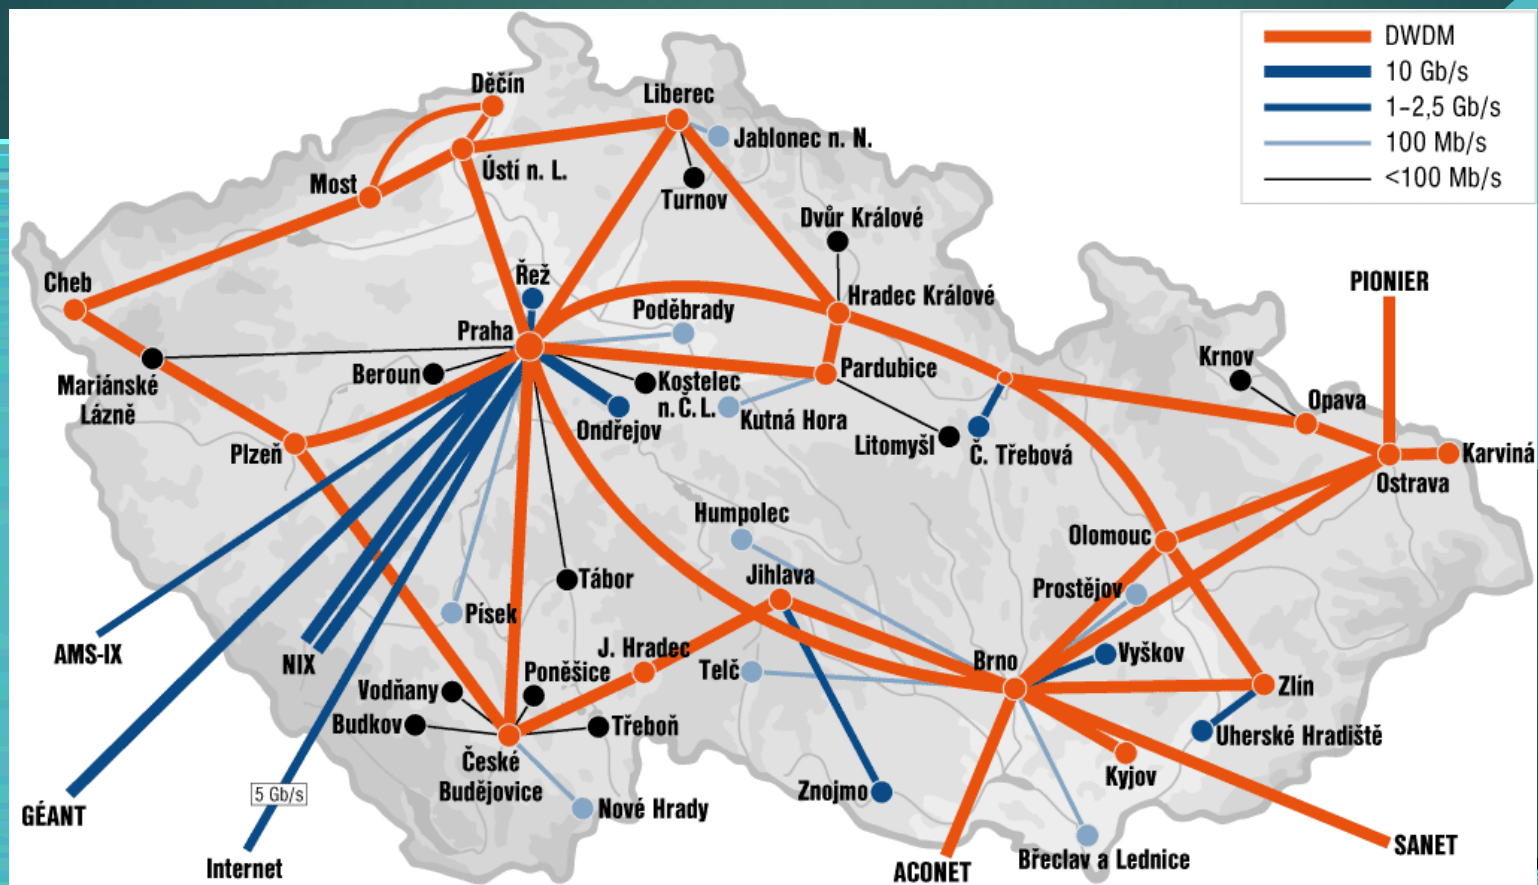 DWDM
10 Gb/s
1–2,5 Gb/s
100 Mb/s
<100 Mb/s
Děčín
Liberec
Jablonec n. N.
Ústí n. L.
Most
Turnov
Dvůr Králové
Cheb
Řež
Hradec Králové
PIONIER
Poděbrady
Praha
Mariánské
Lázně
Beroun
Kostelec
n. Č. L.
Pardubice
Krnov
Opava
Kutná Hora
Ondřejov
Litomyšl
Č. Třebová
Plzeň
Karviná
Ostrava
Humpolec
Olomouc
Jihlava
Tábor
Prostějov
Písek
AMS-IX
NIX
J. Hradec
Poněšice
Telč
Brno
Vyškov
Vodňany
Budkov
Třeboň
Zlín
Uherské Hradiště
České
Budějovice
Kyjov
Znojmo
5 Gb/s
Nové Hrady
GÉANT
Internet
ACONET
Břeclav a Lednice
SANET